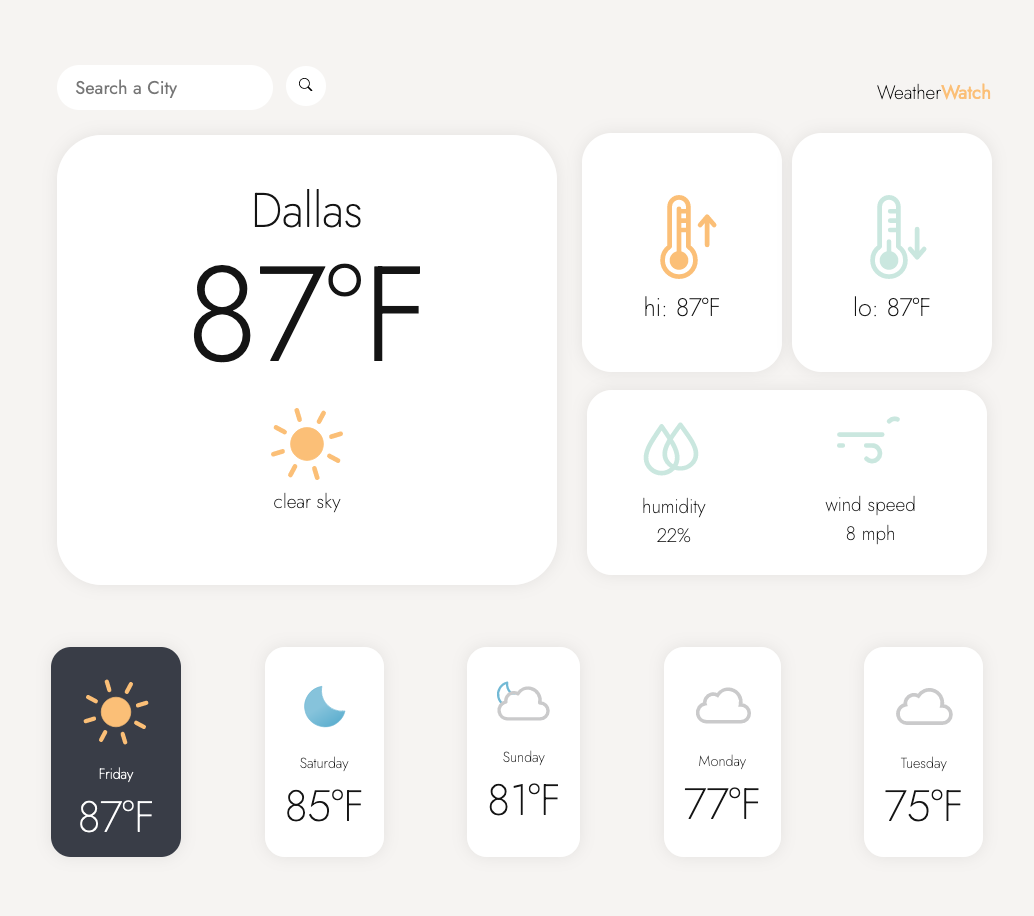 Search a City
WeatherWatch
Dallas
87°F
clear sky
hi: 87°F
lo: 87°F
humidity
22%
wind speed
8 mph
Friday
87°F
Saturday
85°F
Sunday
81°F
Monday
77°F
Tuesday
75°F